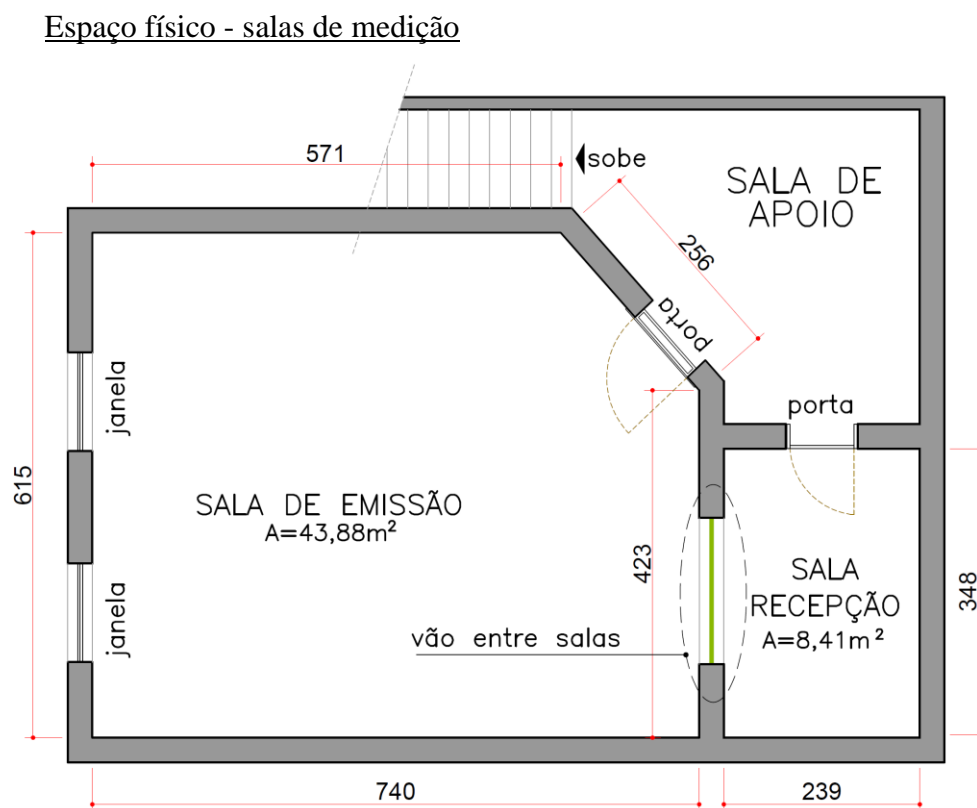 Espaço físico - salas de medição
571
sobe
SALA DE
APOIO
256
porta
janela
porta
615
SALA DE EMISSÃO
A=43,88m²
423
SALA
RECEPÇÃO
A=8,41m²
348
janela
vão entre salas
740
239